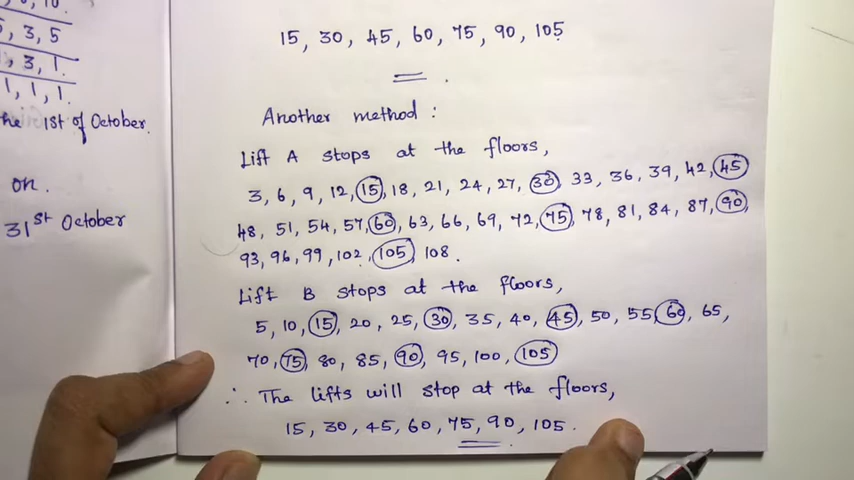 , 10.
5, 3, 5
, 3, 1.
1, 1, 1.
he 1st of October.
on.
31st October
15, 30, 45, 60, 75, 90, 105
Another method :
Lift A stops at the floors,
3, 6, 9, 12, 15, 18, 21, 24, 27, 30, 33, 36, 39, 42, 45
48, 51, 54, 57, 60, 63, 66, 69, 72, 75, 78, 81, 84, 87, 90,
93, 96, 99, 102, 105, 108.
Lift B stops at the floors,
5, 10, 15, 20, 25, 30, 35, 40, 45, 50, 55, 60, 65,
70, 75, 80, 85, 90, 95, 100, 105
∴ The lifts will stop at the floors,
15, 30, 45, 60, 75, 90, 105.